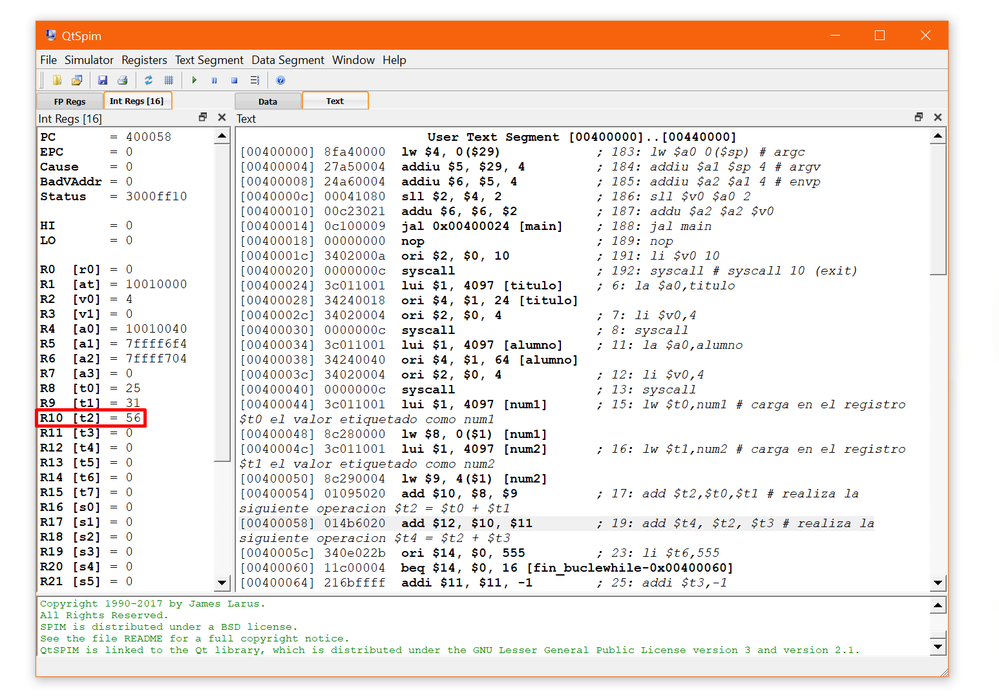 QtSpim
File Simulator Registers Text Segment Data Segment Window Help
FP Regs Int Regs [16] Data Text
Int Regs [16]
PC = 400058
EPC = 0
Cause = 0
BadVAddr = 0
Status = 3000ff10
HI = 0
LO = 0
R0 [r0] = 0
R1 [at] = 10010000
R2 [v0] = 4
R3 [v1] = 0
R4 [a0] = 10010040
R5 [a1] = 7ffff6f4
R6 [a2] = 7ffff704
R7 [a3] = 0
R8 [t0] = 25
R9 [t1] = 31
R10 [t2] = 56
R11 [t3] = 0
R12 [t4] = 0
R13 [t5] = 0
R14 [t6] = 0
R15 [t7] = 0
R16 [s0] = 0
R17 [s1] = 0
R18 [s2] = 0
R19 [s3] = 0
R20 [s4] = 0
R21 [s5] = 0
Text
User Text Segment [00400000]..[00440000]
[00400000] 8fa40000 lw $4, 0($29) ; 183: lw $a0 0($sp) # argc
[00400004] 27a50004 addiu $5, $29, 4 ; 184: addiu $a1 $sp 4 # argv
[00400008] 24a60004 addiu $6, $5, 4 ; 185: addiu $a2 $a1 4 # envp
[0040000c] 00041080 sll $2, $4, 2 ; 186: sll $v0 $a0 2
[00400010] 00c23021 addu $6, $6, $2 ; 187: addu $a2 $a2 $v0
[00400014] 0c100009 jal 0x00400024 [main] ; 188: jal main
[00400018] 00000000 nop ; 189: nop
[0040001c] 3402000a ori $2, $0, 10 ; 191: li $v0 10
[00400020] 0000000c syscall ; 192: syscall # syscall 10 (exit)
[00400024] 3c011001 lui $1, 4097 [titulo] ; 6: la $a0,titulo
[00400028] 34240018 ori $4, $1, 24 [titulo]
[0040002c] 34020004 ori $2, $0, 4 ; 7: li $v0,4
[00400030] 0000000c syscall ; 8: syscall
[00400034] 3c011001 lui $1, 4097 [alumno] ; 11: la $a0,alumno
[00400038] 34240040 ori $4, $1, 64 [alumno]
[0040003c] 34020004 ori $2, $0, 4 ; 12: li $v0,4
[00400040] 0000000c syscall ; 13: syscall
[00400044] 3c011001 lui $1, 4097 [num1] ; 15: lw $t0,num1 # carga en el registro
$t0 el valor etiquetado como num1
[00400048] 8c280000 lw $8, 0($1) [num1]
[0040004c] 3c011001 lui $1, 4097 [num2] ; 16: lw $t1,num2 # carga en el registro
$t1 el valor etiquetado como num2
[00400050] 8c290004 lw $9, 4($1) [num2]
[00400054] 01095020 add $10, $8, $9 ; 17: add $t2,$t0,$t1 # realiza la
siguiente operacion $t2 = $t0 + $t1
[00400058] 014b6020 add $12, $10, $11 ; 19: add $t4, $t2, $t3 # realiza la
siguiente operacion $t4 = $t2 + $t3
[0040005c] 340e022b ori $14, $0, 555 ; 23: li $t6,555
[00400060] 11c00004 beq $14, $0, 16 [fin_buclewhile-0x00400060]
[00400064] 216bffff addi $11, $11, -1 ; 25: addi $t3,-1
Copyright 1990-2017 by James Larus.
All Rights Reserved.
SPIM is distributed under a BSD license.
See the file README for a full copyright notice.
QtSPIM is linked to the Qt library, which is distributed under the GNU Lesser General Public License version 3 and version 2.1.